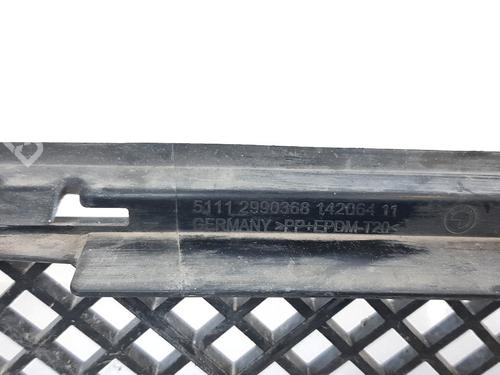 5111 2990368 142064 11
GERMANY >PP+EPDM-T20<